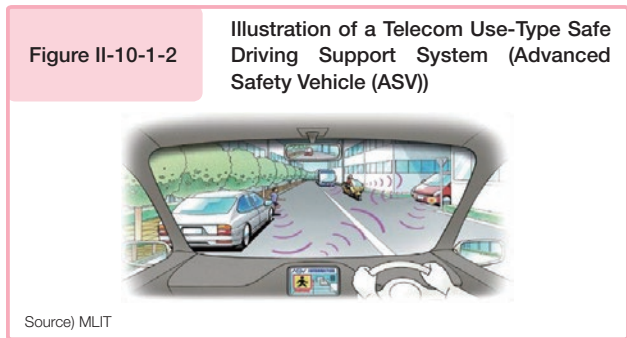 Figure II-10-1-2
Illustration of a Telecom Use-Type Safe
Driving Support System (Advanced
Safety Vehicle (ASV))
Source) MLIT